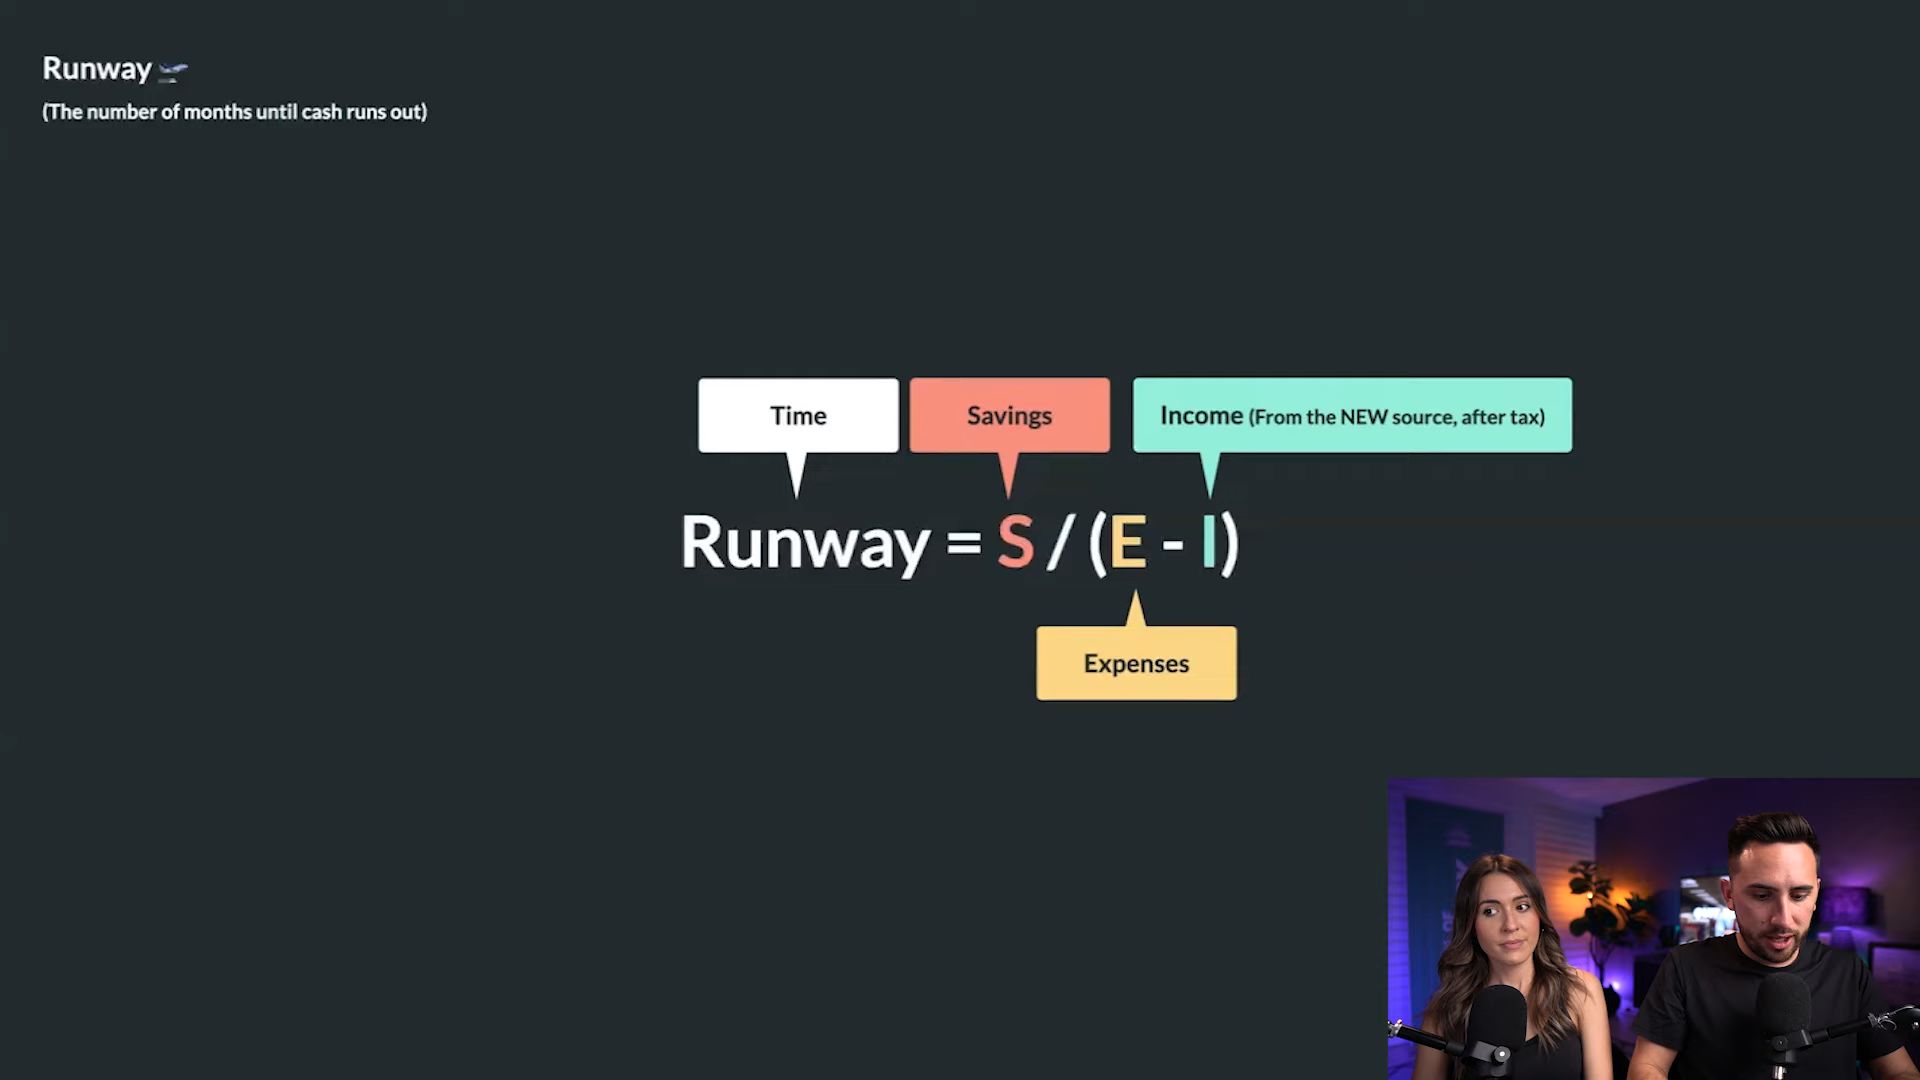 Runway
(The number of months until cash runs out)
Time
Savings
Income (From the NEW source, after tax)
Runway = S / (E - I)
Expenses